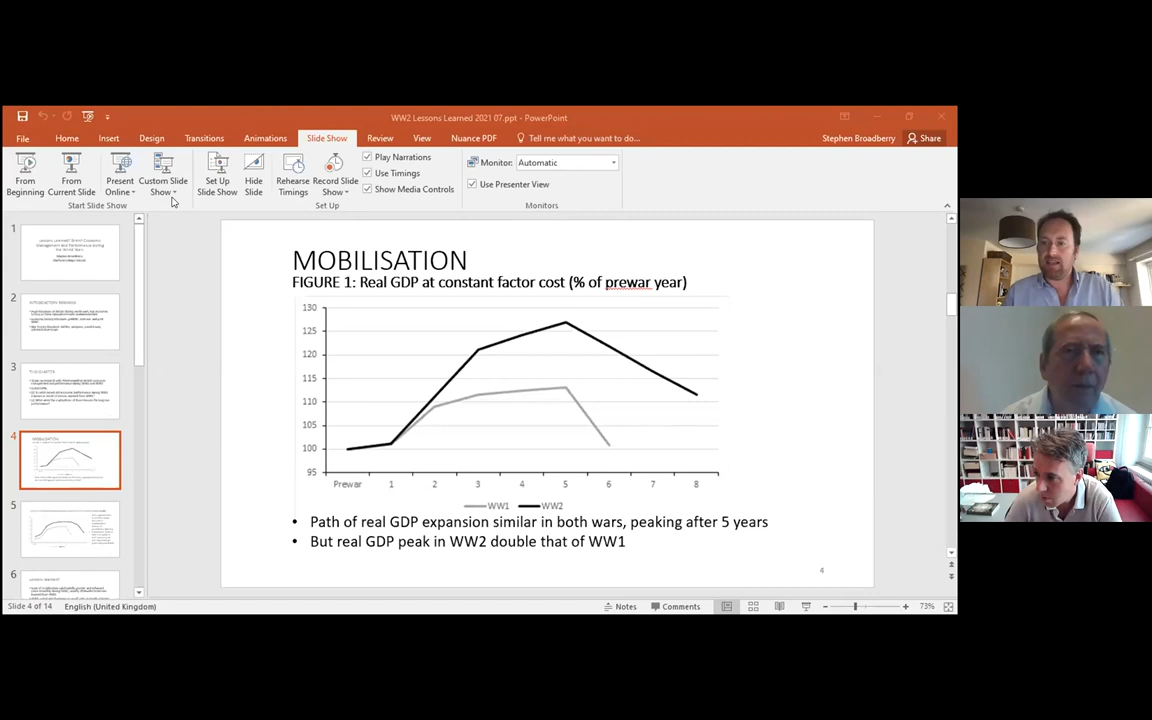 WW2 Lessons Learned 2021 07.ppt - PowerPoint
File Home Insert Design Transitions Animations Slide Show Review View Nuance PDF Tell me what you want to do... Stephen Broadberry Share
From Beginning
From Current Slide
Present Online
Custom Slide Show
Start Slide Show
Set Up Slide Show
Hide Slide
Rehearse Timings
Record Slide Show
Play Narrations
Use Timings
Show Media Controls
Set Up
Monitor: Automatic
Use Presenter View
Monitors
1
2
3
4
5
6
MOBILISATION
FIGURE 1: Real GDP at constant factor cost (% of prewar year)
130
125
120
115
110
105
100
95
Prewar 1 2 3 4 5 6 7 8
WW1 WW2
• Path of real GDP expansion similar in both wars, peaking after 5 years
• But real GDP peak in WW2 double that of WW1
4
Slide 4 of 14 English (United Kingdom) Notes Comments 73%